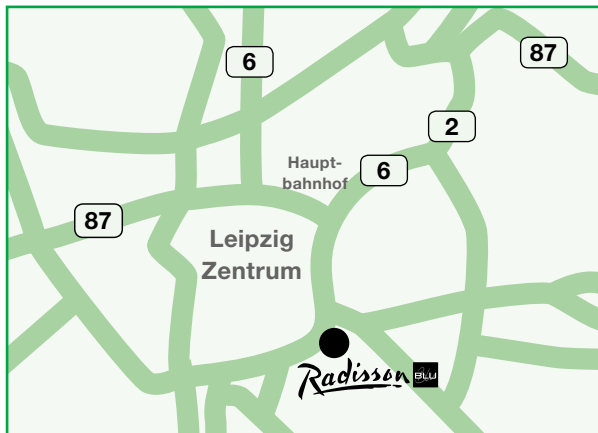 6
87
2
Haupt-
bahnhof
6
87
Leipzig
Zentrum
Radisson BLU